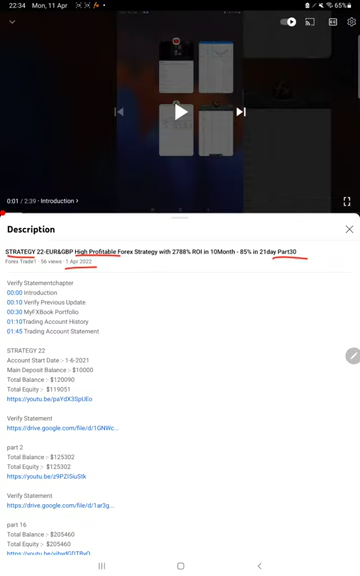 22:34 Mon, 11 Apr
65%
0:01 / 2:39 · Introduction >
Description
STRATEGY 22-EUR&GBP High Profitable Forex Strategy with 2788% ROI in 10Month - 85% in 21day Part30
Forex Trade1 · 56 views · 1 Apr 2022
Verify Statementchapter
00:00 Introduction
00:10 Verify Previous Update
00:30 MyFXBook Portfolio
01:10Trading Account History
01:45 Trading Account Statement
STRATEGY 22
Account Start Date :- 1-6-2021
Main Deposit Balance :- $10000
Total Balance :- $120090
Total Equity :- $119051
https://youtu.be/paYdX3SpUEo
Verify Statement
https://drive.google.com/file/d/1GNWc...
part 2
Total Balance :- $125302
Total Equity :- $125302
https://youtu.be/z9PZI5iuStk
Verify Statement
https://drive.google.com/file/d/1ar3g...
part 16
Total Balance :- $205460
Total Equity :- $205460